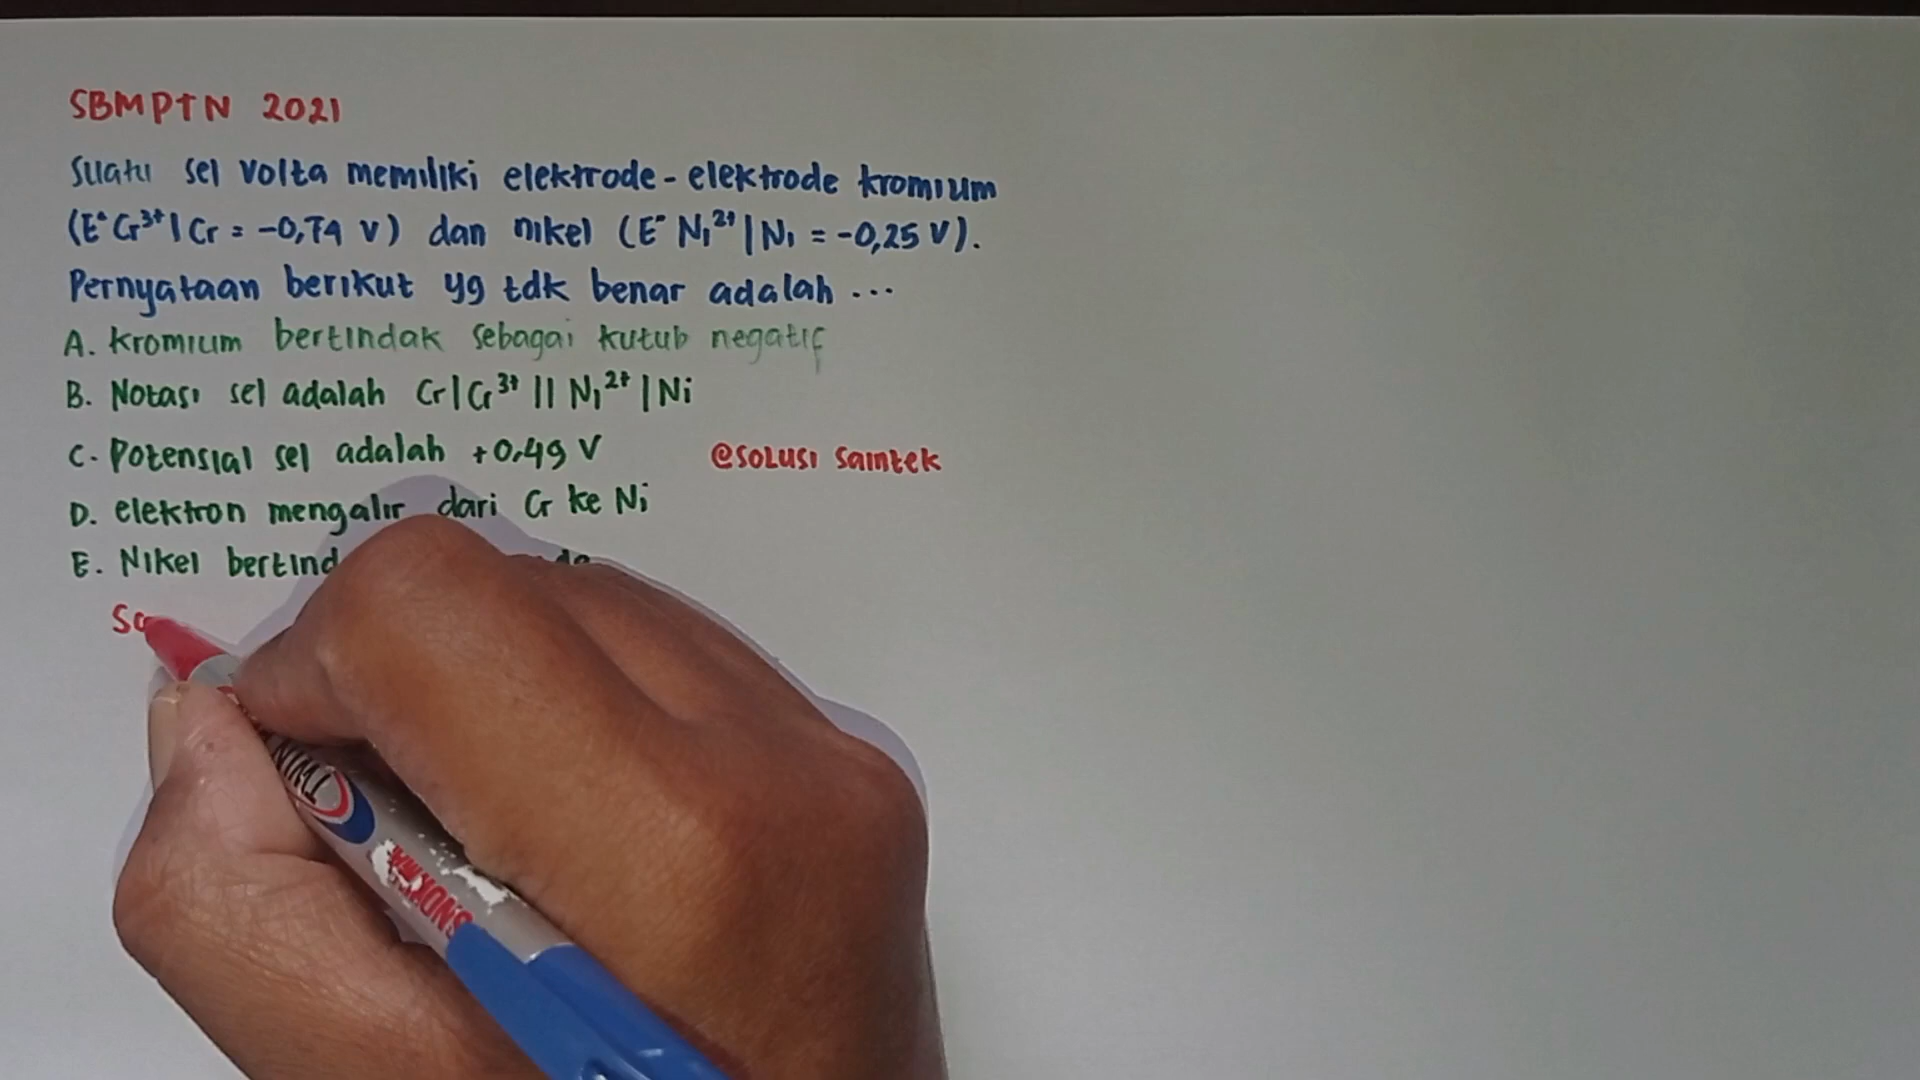 SBMPTN 2021
Suatu sel volta memiliki elektrode-elektrode kromium
(E° Cr³⁺|Cr = -0,74 V) dan nikel (E° Ni²⁺|Ni = -0,25 V).
Pernyataan berikut yg tdk benar adalah ...
A. kromium bertindak sebagai kutub negatif
B. Notasi sel adalah Cr|Cr³⁺ || Ni²⁺ | Ni
C. Potensial sel adalah +0,49 V
@solusi saintek
D. elektron mengalir dari Cr ke Ni
E. Nikel
TWIN
SNOWMAN